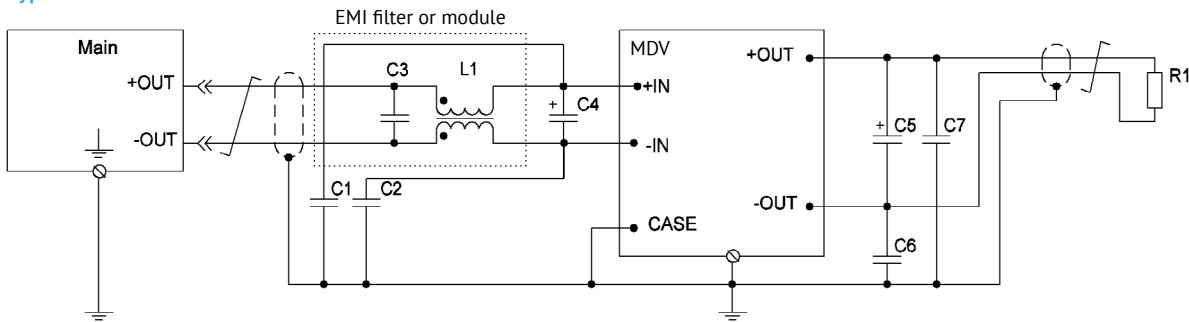 EMI filter or module
Main
MDV
+OUT
+OUT
C3
L1
R1
+IN
+ C4
+ C5
C7
-OUT
-IN
-OUT
C1
C2
CASE
C6